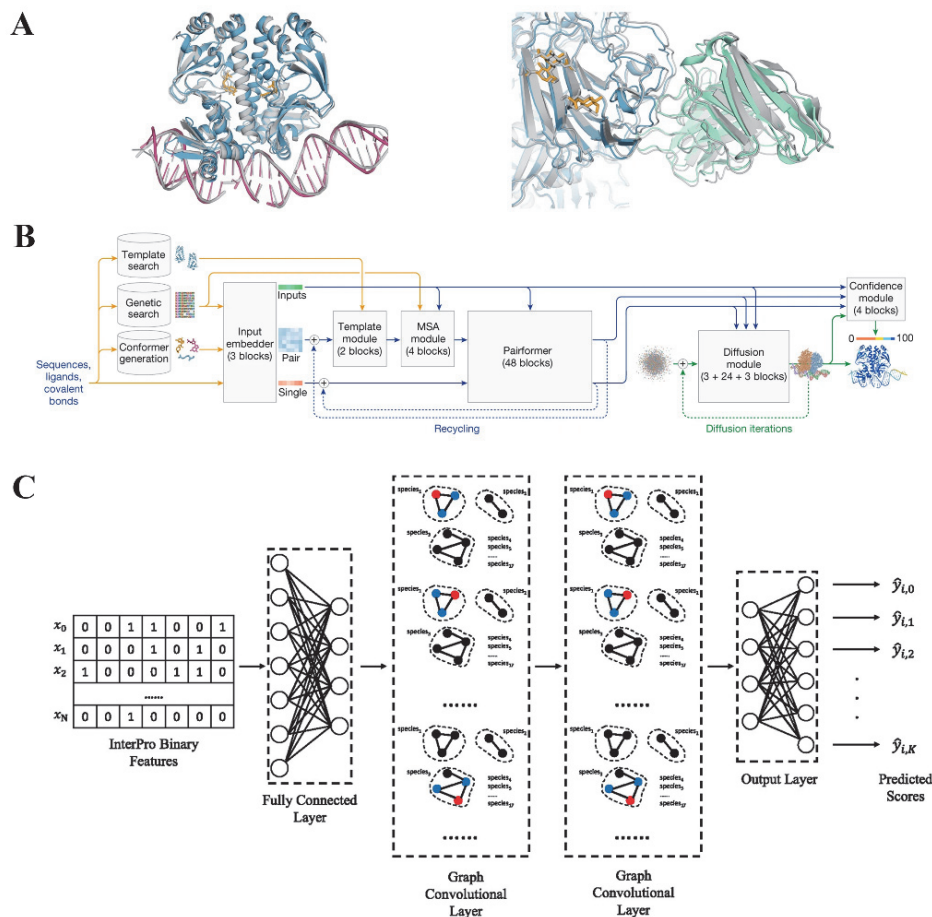 A
B
Template
search
Genetic
search
Conformer
generation
Sequences,
ligands,
covalent
bonds
Input
embedder
(3 blocks)
Inputs
Pair
Single
Template
module
(2 blocks)
MSA
module
(4 blocks)
Pairformer
(48 blocks)
Recycling
Diffusion
module
(3 + 24 + 3 blocks)
Diffusion iterations
Confidence
module
(4 blocks)
0 100
C
x₀ 0 0 1 1 0 0 1
x₁ 0 0 0 1 0 1 0
x₂ 1 0 0 0 1 1 0
......
x_N 0 0 1 0 0 0 0
InterPro Binary
Features
Fully Connected
Layer
......
......
Graph
Convolutional
Layer
......
......
Graph
Convolutional
Layer
Output Layer
ŷᵢ,₀
ŷᵢ,₁
ŷᵢ,₂
ŷᵢ,K
Predicted
Scores